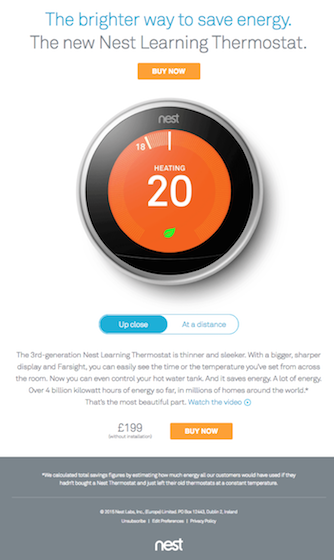 The brighter way to save energy.
The new Nest Learning Thermostat.
BUY NOW
nest
18
HEATING
20
Up close
At a distance
The 3rd-generation Nest Learning Thermostat is thinner and sleeker. With a bigger, sharper
display and Farsight, you can easily see the time or the temperature you've set from across
the room. Now you can even control your hot water tank. And it saves energy. A lot of energy.
Over 4 billion kilowatt hours of energy so far, in millions of homes around the world.*
That's the most beautiful part. Watch the video
£199
(without installation)
BUY NOW
*We calculated total savings figures by estimating how much energy all our customers would have used if they
hadn't bought a Nest Thermostat and just left their old thermostats at a constant temperature.
© 2015 Nest Labs, Inc., (Europe) Limited, PO Box 12443, Dublin 2, Ireland
Unsubscribe | Edit Preferences | Privacy Policy
nest